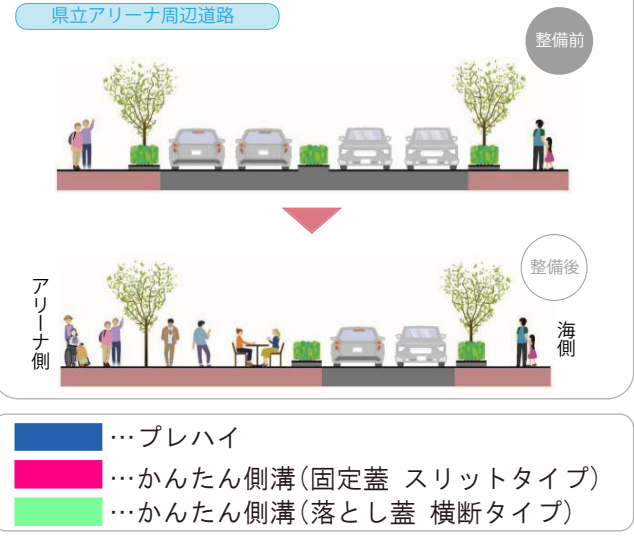 県立アリーナ周辺道路
整備前
整備後
アリーナ側
海側
…プレハイ
…かんたん側溝(固定蓋 スリットタイプ)
…かんたん側溝(落とし蓋 横断タイプ)